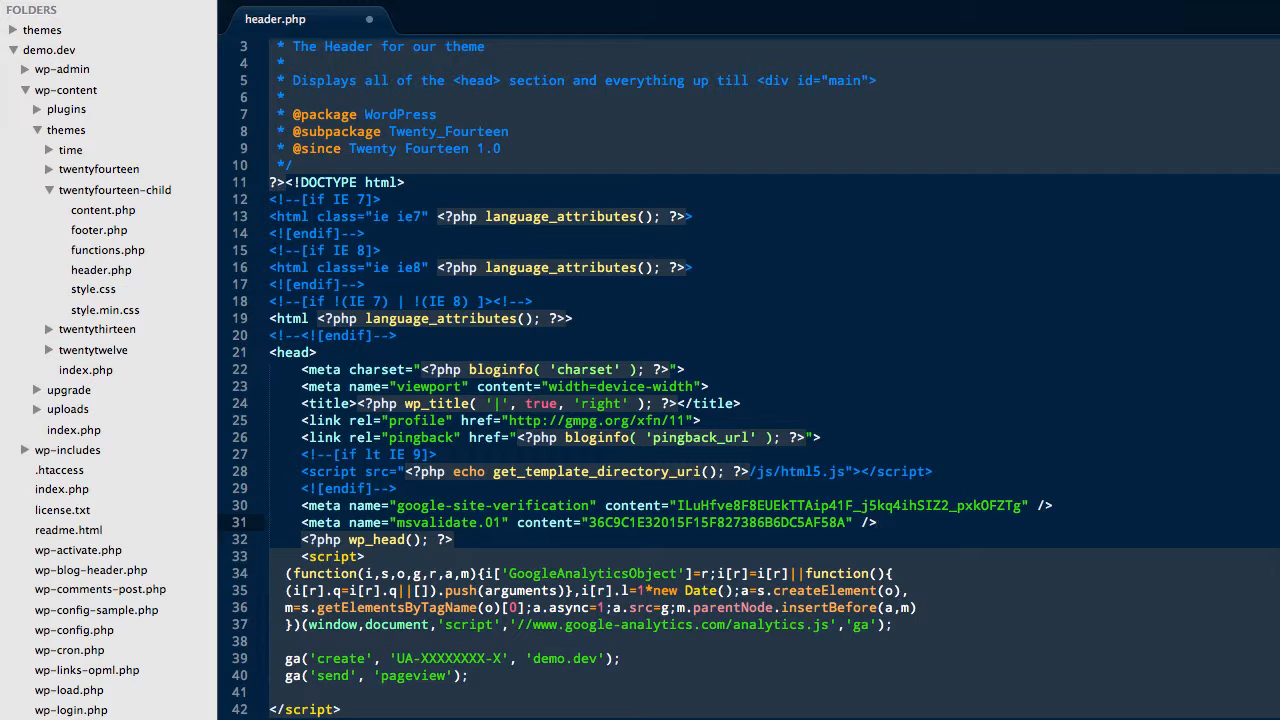 FOLDERS
themes
demo.dev
wp-admin
wp-content
plugins
themes
time
twentyfourteen
twentyfourteen-child
content.php
footer.php
functions.php
header.php
style.css
style.min.css
twentythirteen
twentytwelve
index.php
upgrade
uploads
index.php
wp-includes
.htaccess
index.php
license.txt
readme.html
wp-activate.php
wp-blog-header.php
wp-comments-post.php
wp-config-sample.php
wp-config.php
wp-cron.php
wp-links-opml.php
wp-load.php
wp-login.php
header.php
3 * The Header for our theme
4 *
5 * Displays all of the <head> section and everything up till <div id="main">
6 *
7 * @package WordPress
8 * @subpackage Twenty_Fourteen
9 * @since Twenty Fourteen 1.0
10 */
11 ?><!DOCTYPE html>
12 <!--[if IE 7]>
13 <html class="ie ie7" <?php language_attributes(); ?>>
14 <![endif]-->
15 <!--[if IE 8]>
16 <html class="ie ie8" <?php language_attributes(); ?>>
17 <![endif]-->
18 <!--[if !(IE 7) | !(IE 8) ]><!-->
19 <html <?php language_attributes(); ?>>
20 <!--<![endif]-->
21 <head>
22 <meta charset="<?php bloginfo( 'charset' ); ?>">
23 <meta name="viewport" content="width=device-width">
24 <title><?php wp_title( '|', true, 'right' ); ?></title>
25 <link rel="profile" href="http://gmpg.org/xfn/11">
26 <link rel="pingback" href="<?php bloginfo( 'pingback_url' ); ?>">
27 <!--[if lt IE 9]>
28 <script src="<?php echo get_template_directory_uri(); ?>/js/html5.js"></script>
29 <![endif]-->
30 <meta name="google-site-verification" content="ILuHfve8F8EUEkTTAip41F_j5kq4ihSIZ2_pxkOFZTg" />
31 <meta name="msvalidate.01" content="36C9C1E32015F15F827386B6DC5AF58A" />
32 <?php wp_head(); ?>
33 <script>
34 (function(i,s,o,g,r,a,m){i['GoogleAnalyticsObject']=r;i[r]=i[r]||function(){
35 (i[r].q=i[r].q||[]).push(arguments)},i[r].l=1*new Date();a=s.createElement(o),
36 m=s.getElementsByTagName(o)[0];a.async=1;a.src=g;m.parentNode.insertBefore(a,m)
37 })(window,document,'script','//www.google-analytics.com/analytics.js','ga');
38
39 ga('create', 'UA-XXXXXXXX-X', 'demo.dev');
40 ga('send', 'pageview');
41
42 </script>